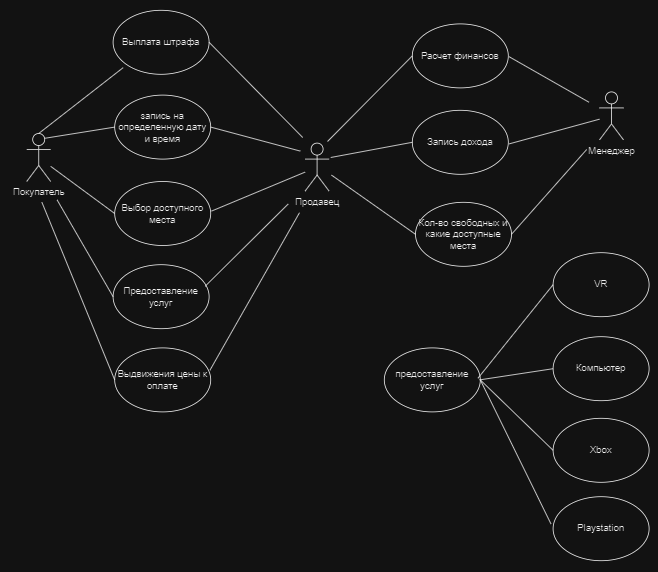 Выплата штрафа
запись на
определенную дату
и время
Покупатель
Выбор доступного
места
Предоставление
услуг
Выдвижения цены к
оплате
Продавец
Расчет финансов
Запись дохода
Кол-во свободных и
какие доступные
места
Менеджер
предоставление
услуг
VR
Компьютер
Xbox
Playstation